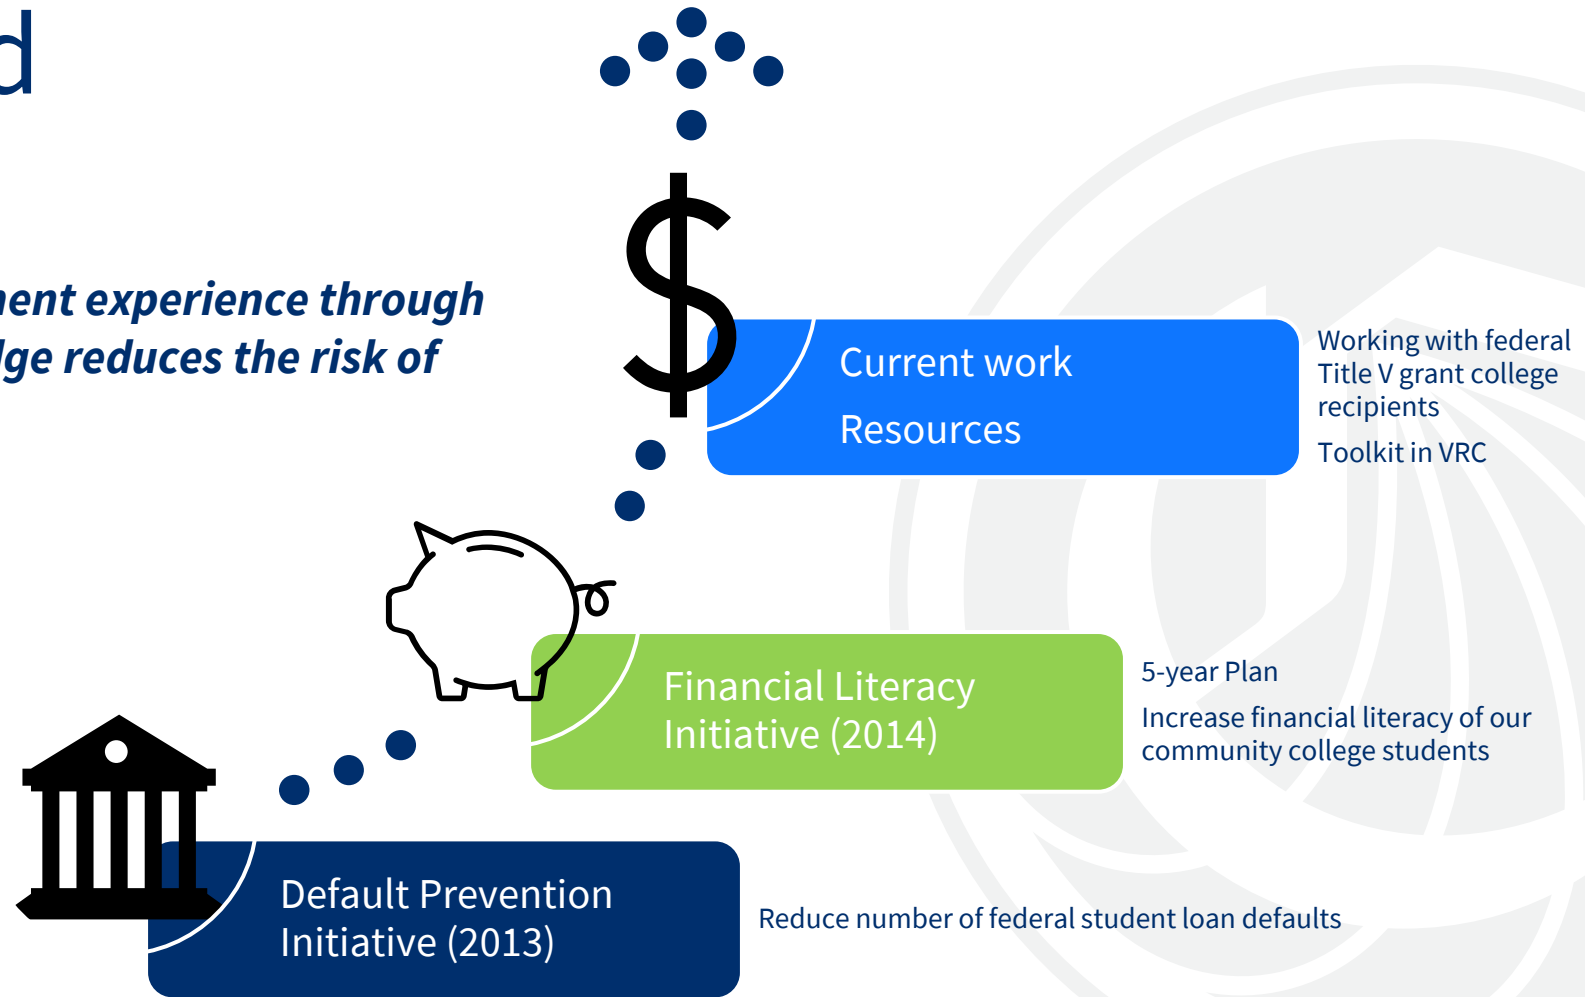 d
ment experience through
dge reduces the risk of
Current work
Resources
Working with federal
Title V grant college
recipients
Toolkit in VRC
Financial Literacy
Initiative (2014)
5-year Plan
Increase financial literacy of our
community college students
Default Prevention
Initiative (2013)
Reduce number of federal student loan defaults